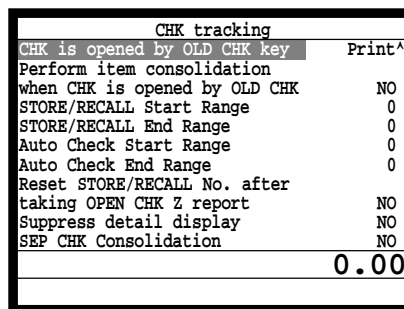 CHK tracking
CHK is opened by OLD CHK key Print^
Perform item consolidation
when CHK is opened by OLD CHK NO
STORE/RECALL Start Range 0
STORE/RECALL End Range 0
Auto Check Start Range 0
Auto Check End Range 0
Reset STORE/RECALL No. after
taking OPEN CHK Z report NO
Suppress detail display NO
SEP CHK Consolidation NO
0.00